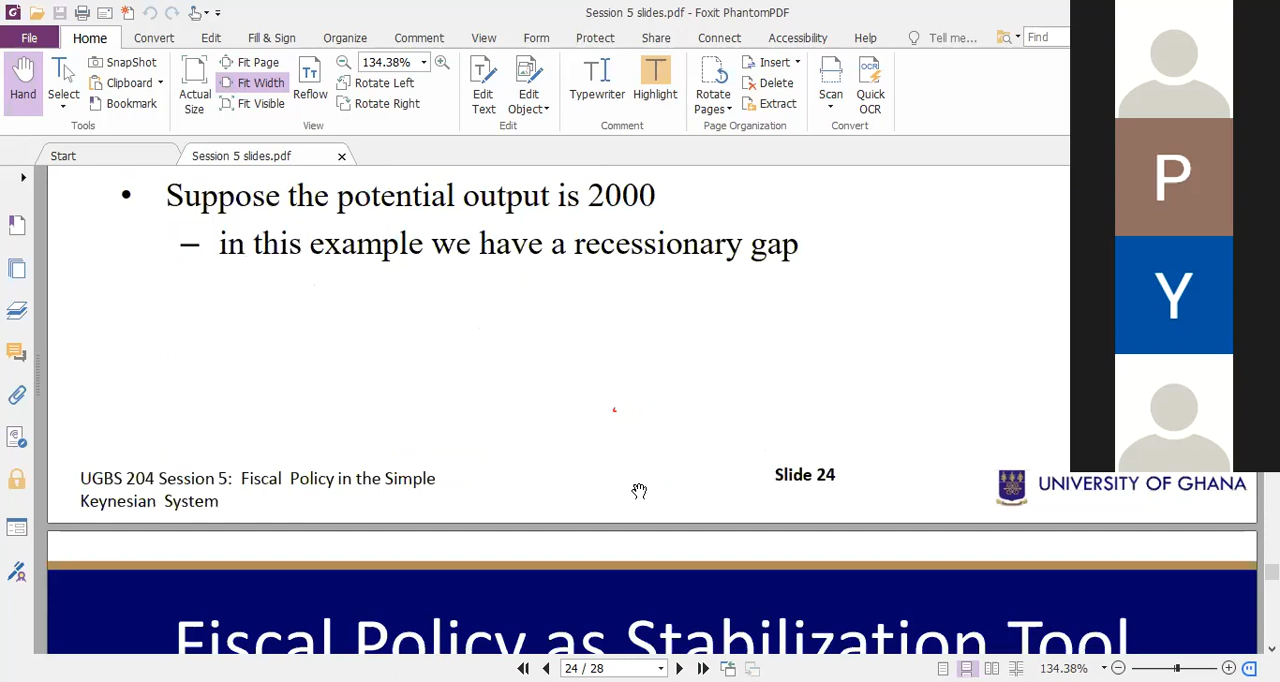 Session 5 slides.pdf - Foxit PhantomPDF
File Home Convert Edit Fill & Sign Organize Comment View Form Protect Share Connect Accessibility Help Tell me... Find
Hand
Select
SnapShot
Clipboard
Bookmark
Tools
Actual Size
Fit Page
Fit Width
Fit Visible
Reflow
134.38%
Rotate Left
Rotate Right
View
Edit Text
Edit Object
Edit
Typewriter
Highlight
Comment
Rotate Pages
Insert
Delete
Extract
Page Organization
Scan
Quick OCR
Convert
Start
Session 5 slides.pdf
• Suppose the potential output is 2000
– in this example we have a recessionary gap
P
Y
UGBS 204 Session 5: Fiscal Policy in the Simple
Keynesian System
Slide 24
UNIVERSITY OF GHANA
Fiscal Policy as Stabilization Tool
24 / 28
134.38%